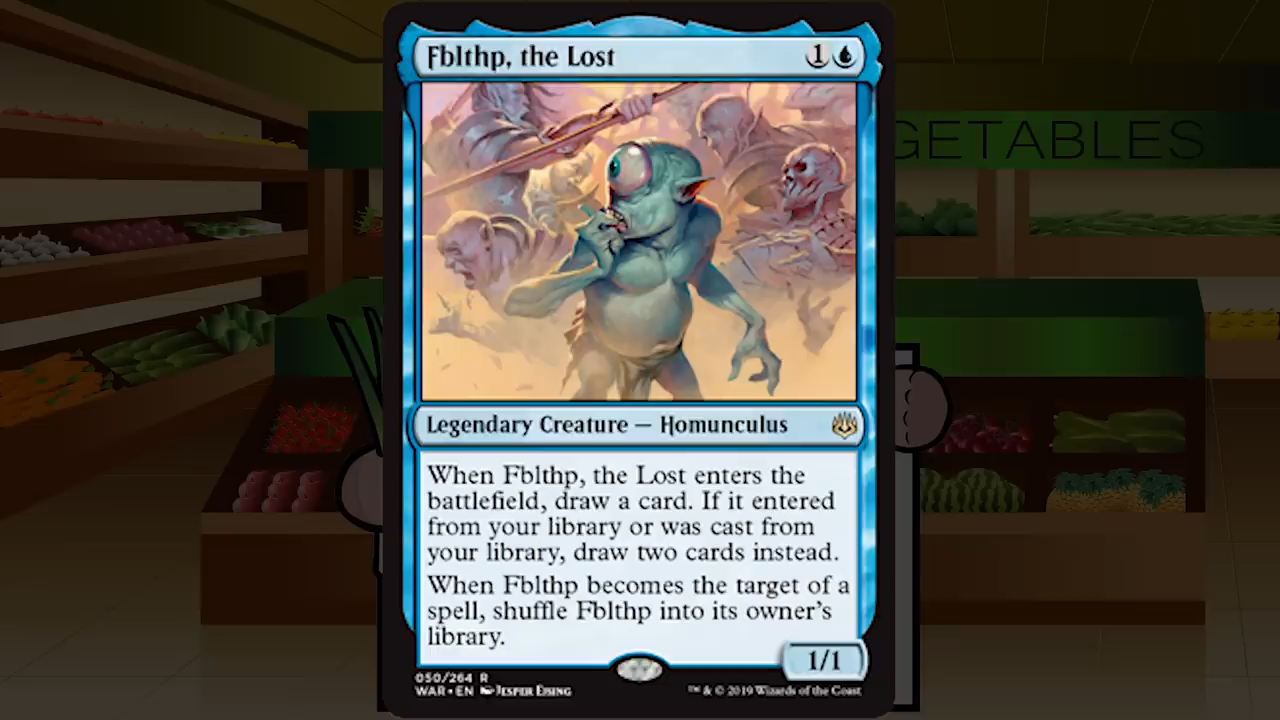 Fblthp, the Lost 1
GETABLES
Legendary Creature — Homunculus
When Fblthp, the Lost enters the
battlefield, draw a card. If it entered
from your library or was cast from
your library, draw two cards instead.
When Fblthp becomes the target of a
spell, shuffle Fblthp into its owner's
library.
1/1
050/264 R
WAR • EN Jesper Ejsing
™ & © 2019 Wizards of the Coast